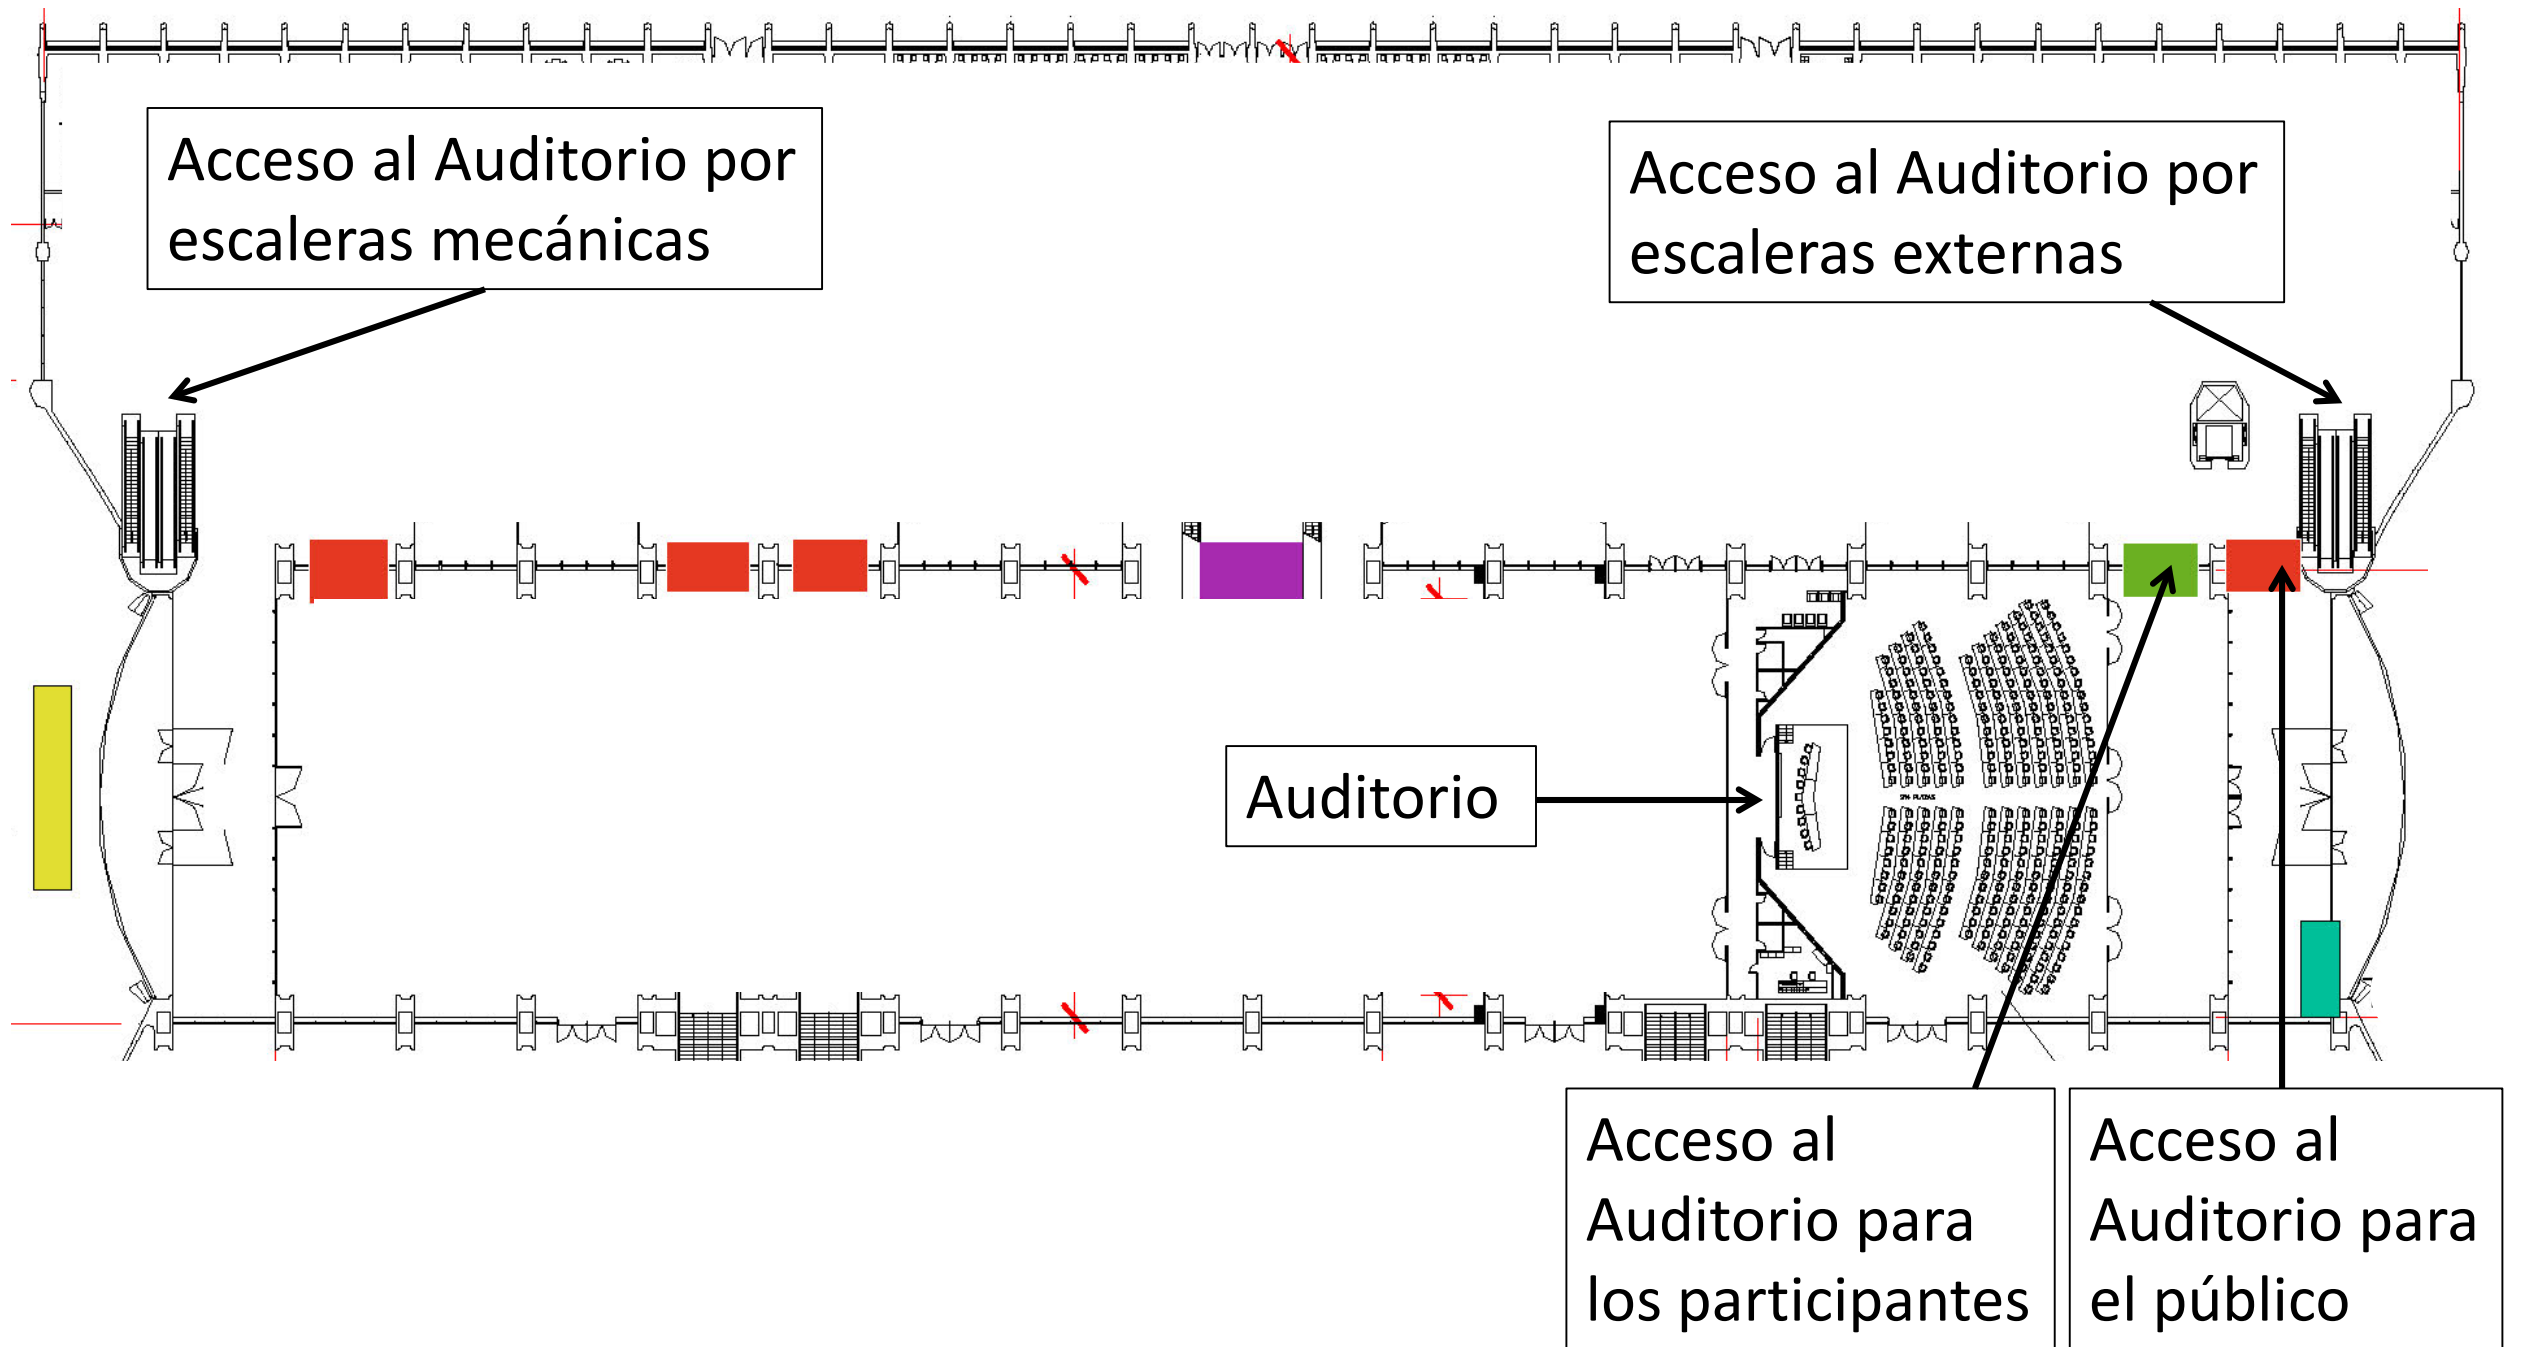 Acceso al Auditorio por
escaleras mecánicas
Acceso al Auditorio por
escaleras externas
Auditorio
Acceso al
Auditorio para
los participantes
Acceso al
Auditorio para
el público